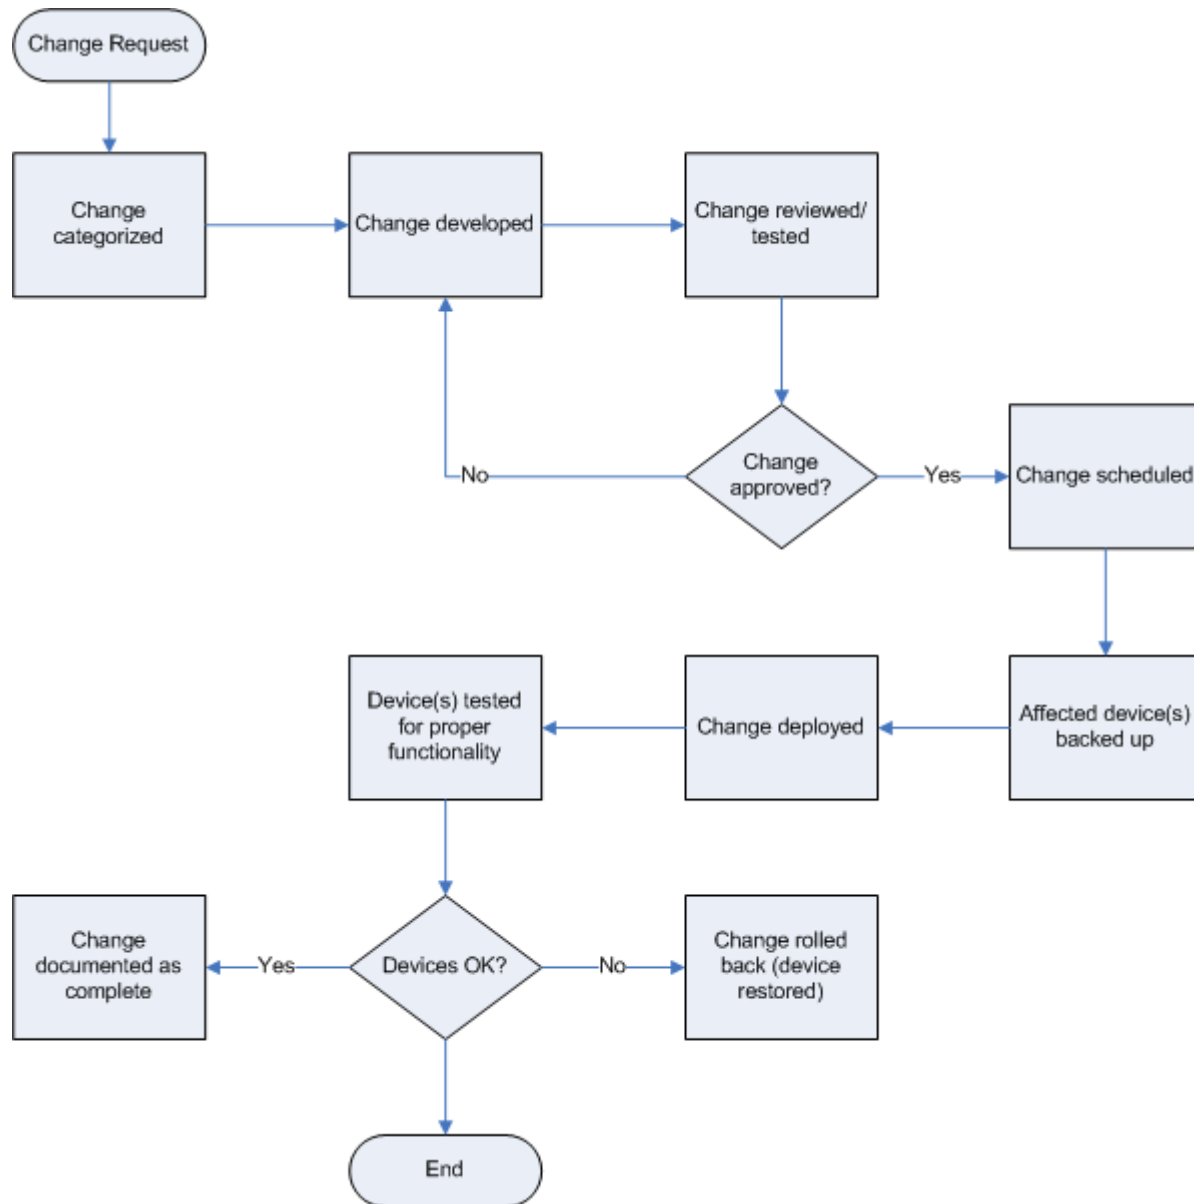 Change Request
Change
categorized
Change developed
Change reviewed/
tested
Change
approved?
No
Yes
Change scheduled
Affected device(s)
backed up
Change deployed
Device(s) tested
for proper
functionality
Devices OK?
Yes
Change
documented as
complete
No
Change rolled
back (device
restored)
End